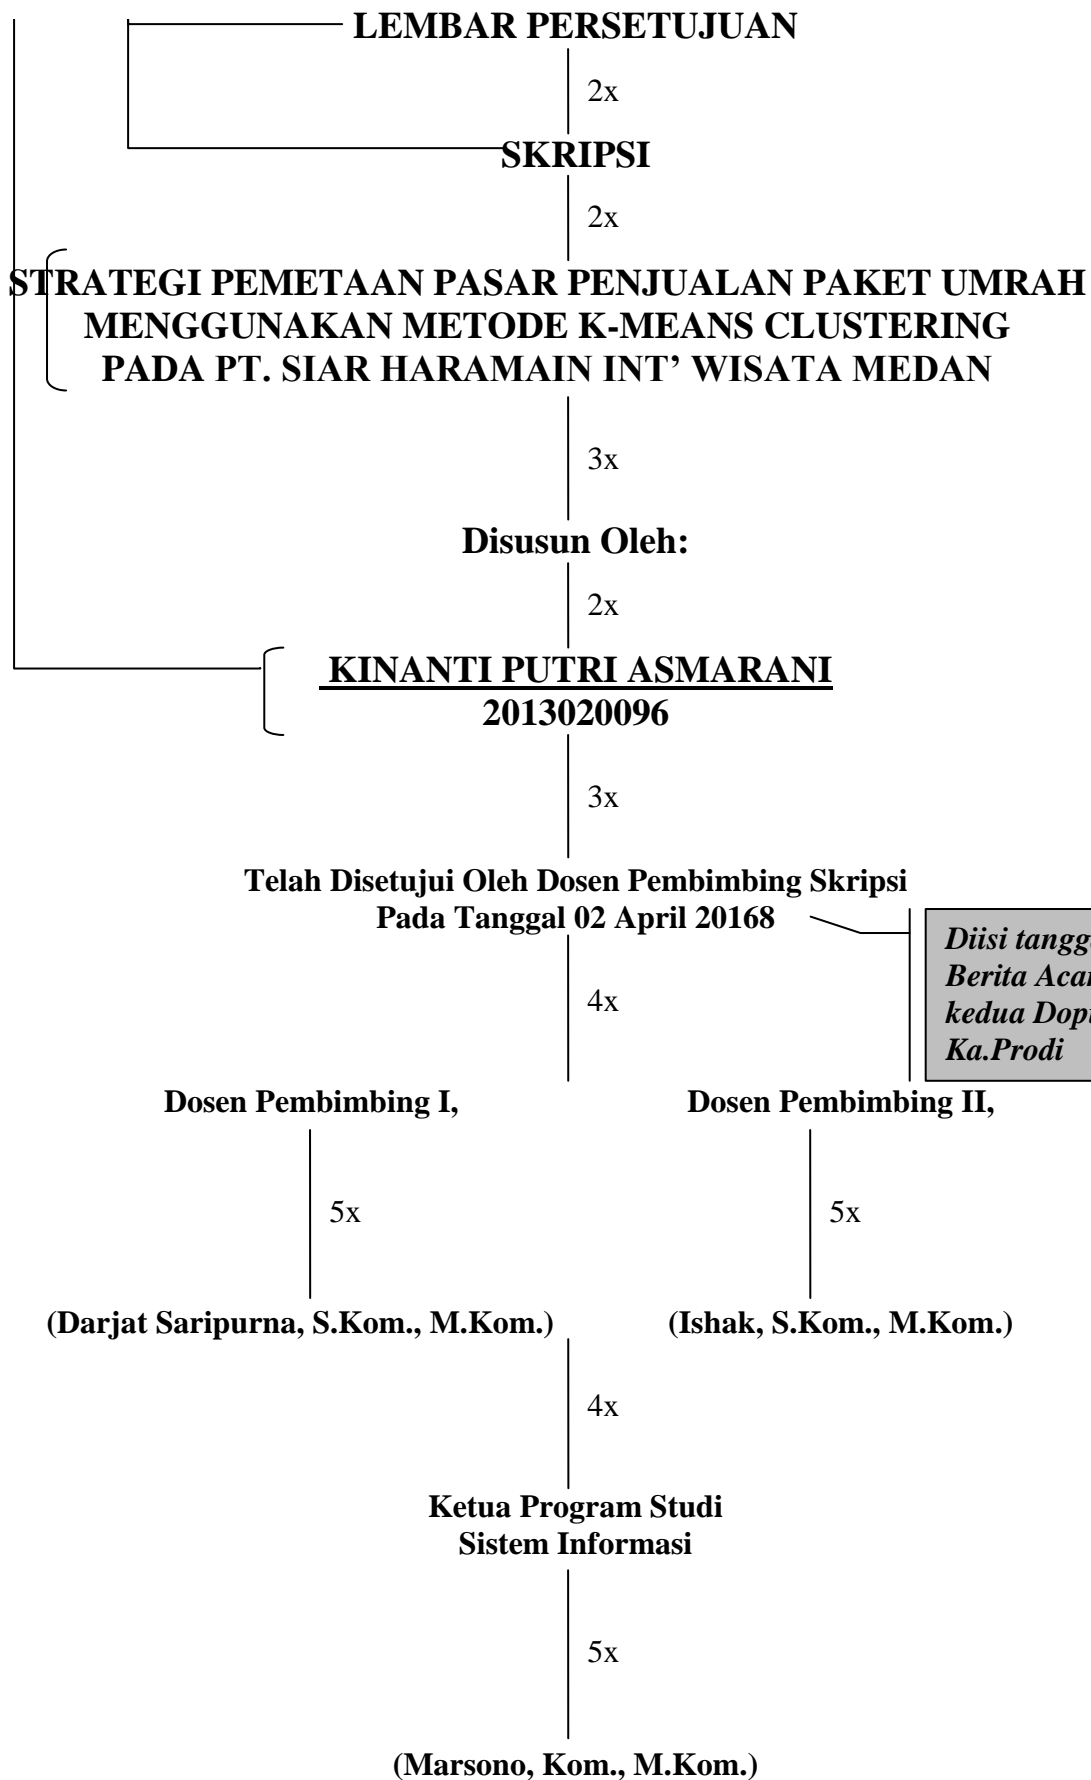 LEMBAR PERSETUJUAN
2x
SKRIPSI
2x
STRATEGI PEMETAAN PASAR PENJUALAN PAKET UMRAH
MENGGUNAKAN METODE K-MEANS CLUSTERING
PADA PT. SIAR HARAMAIN INT’ WISATA MEDAN
3x
Disusun Oleh:
2x
KINANTI PUTRI ASMARANI
2013020096
3x
Telah Disetujui Oleh Dosen Pembimbing Skripsi
Pada Tanggal 02 April 20168
Diisi
Berita
kedua
Ka.Prodi
4x
Dosen Pembimbing I,
Dosen Pembimbing II,
5x
5x
(Darjat Saripurna, S.Kom., M.Kom.)
(Ishak, S.Kom., M.Kom.)
4x
Ketua Program Studi
Sistem Informasi
5x
(Marsono, Kom., M.Kom.)